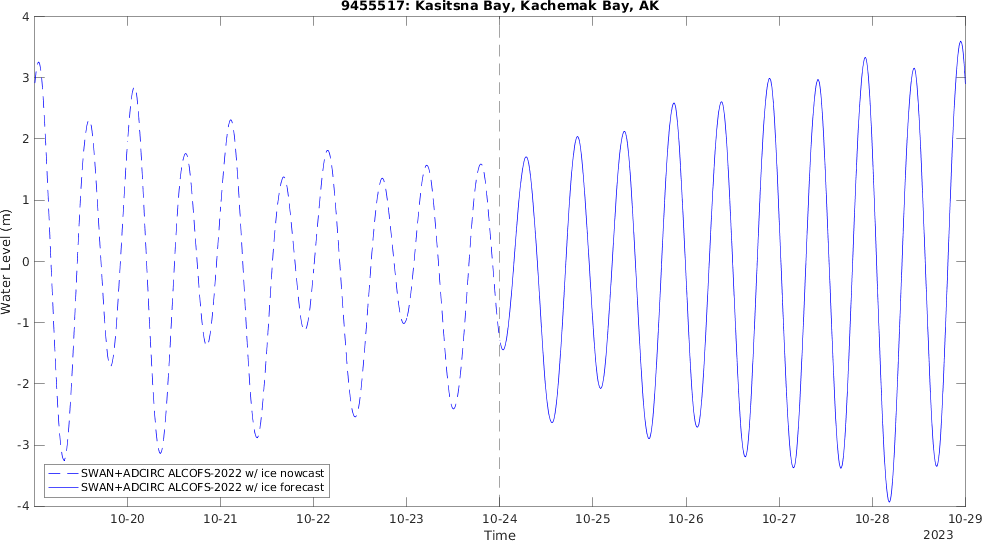 9455517: Kasitsna Bay, Kachemak Bay, AK
4
3
2
1
0
-1
-2
-3
-4
Water Level (m)
SWAN+ADCIRC ALCOFS-2022 w/ ice nowcast
SWAN+ADCIRC ALCOFS-2022 w/ ice forecast
10-20 10-21 10-22 10-23 10-24 10-25 10-26 10-27 10-28 10-29
Time
2023